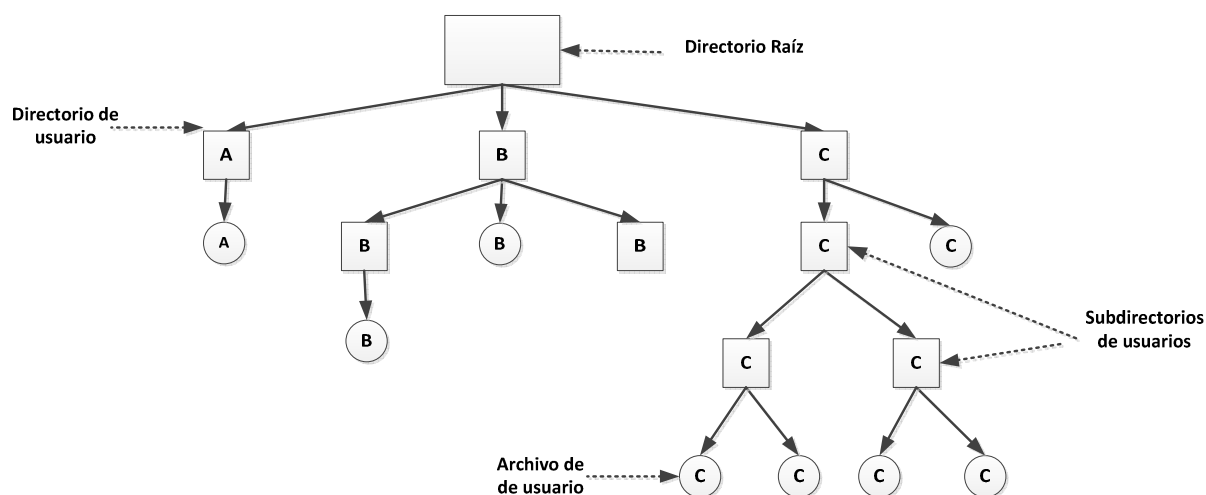 Directorio Raíz
Directorio de
usuario
A
B
C
A
B
B
B
C
C
B
Subdirectorios
de usuarios
C
C
Archivo de
de usuario
C
C
C
C